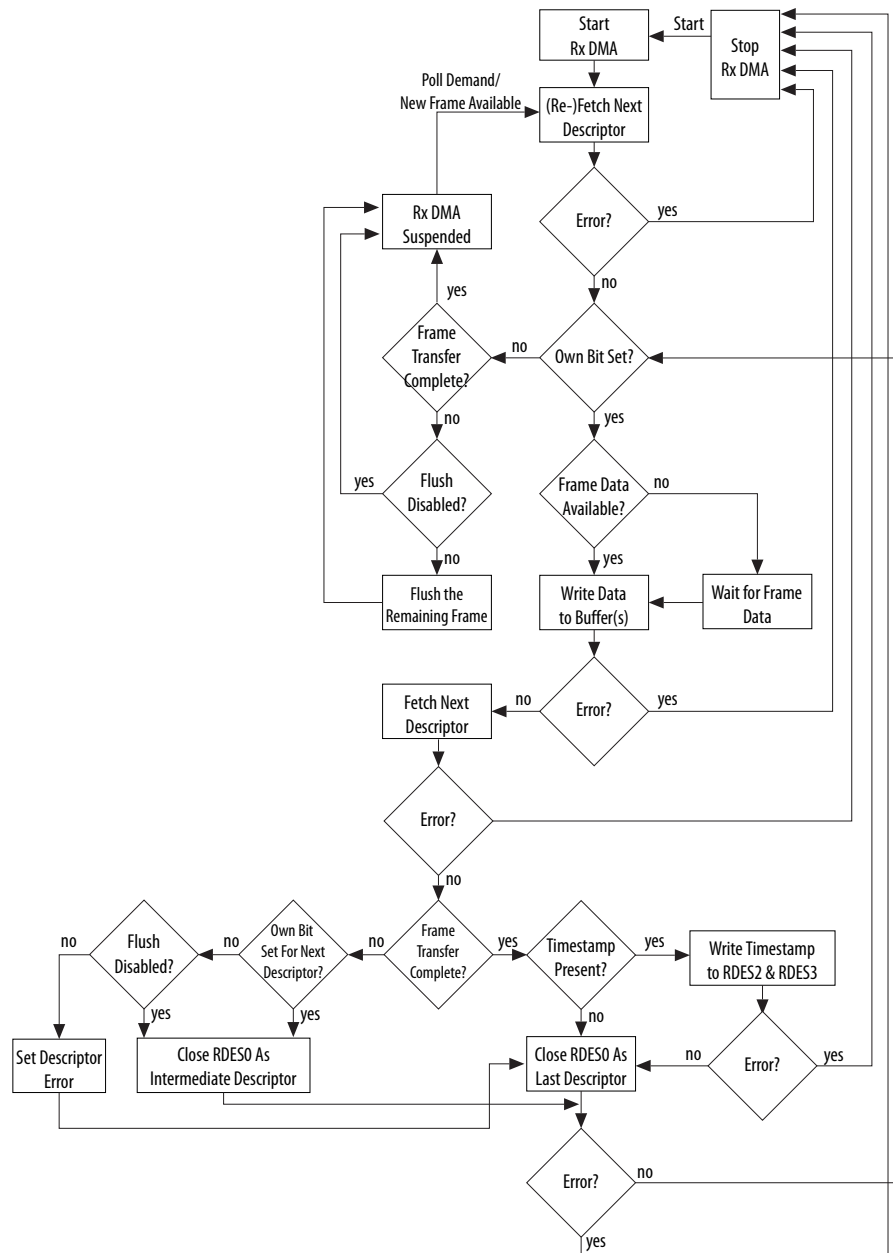 Start
Rx DMA
Start
Stop
Rx DMA
Poll Demand/
New Frame Available
(Re-)Fetch Next
Descriptor
Rx DMA
Suspended
Error?
yes
no
yes
Frame
Transfer
Complete?
no
Own Bit Set?
no
yes
yes
Flush
Disabled?
Frame Data
Available?
no
no
yes
Flush the
Remaining Frame
Write Data
to Buffer(s)
Wait for Frame
Data
Fetch Next
Descriptor
no
Error?
yes
Error?
no
no
Flush
Disabled?
no
Own Bit
Set For Next
Descriptor?
no
Frame
Transfer
Complete?
yes
Timestamp
Present?
yes
Write Timestamp
to RDES2 & RDES3
yes
yes
no
Set Descriptor
Error
Close RDES0 As
Intermediate Descriptor
Close RDES0 As
Last Descriptor
no
Error?
yes
Error?
no
yes